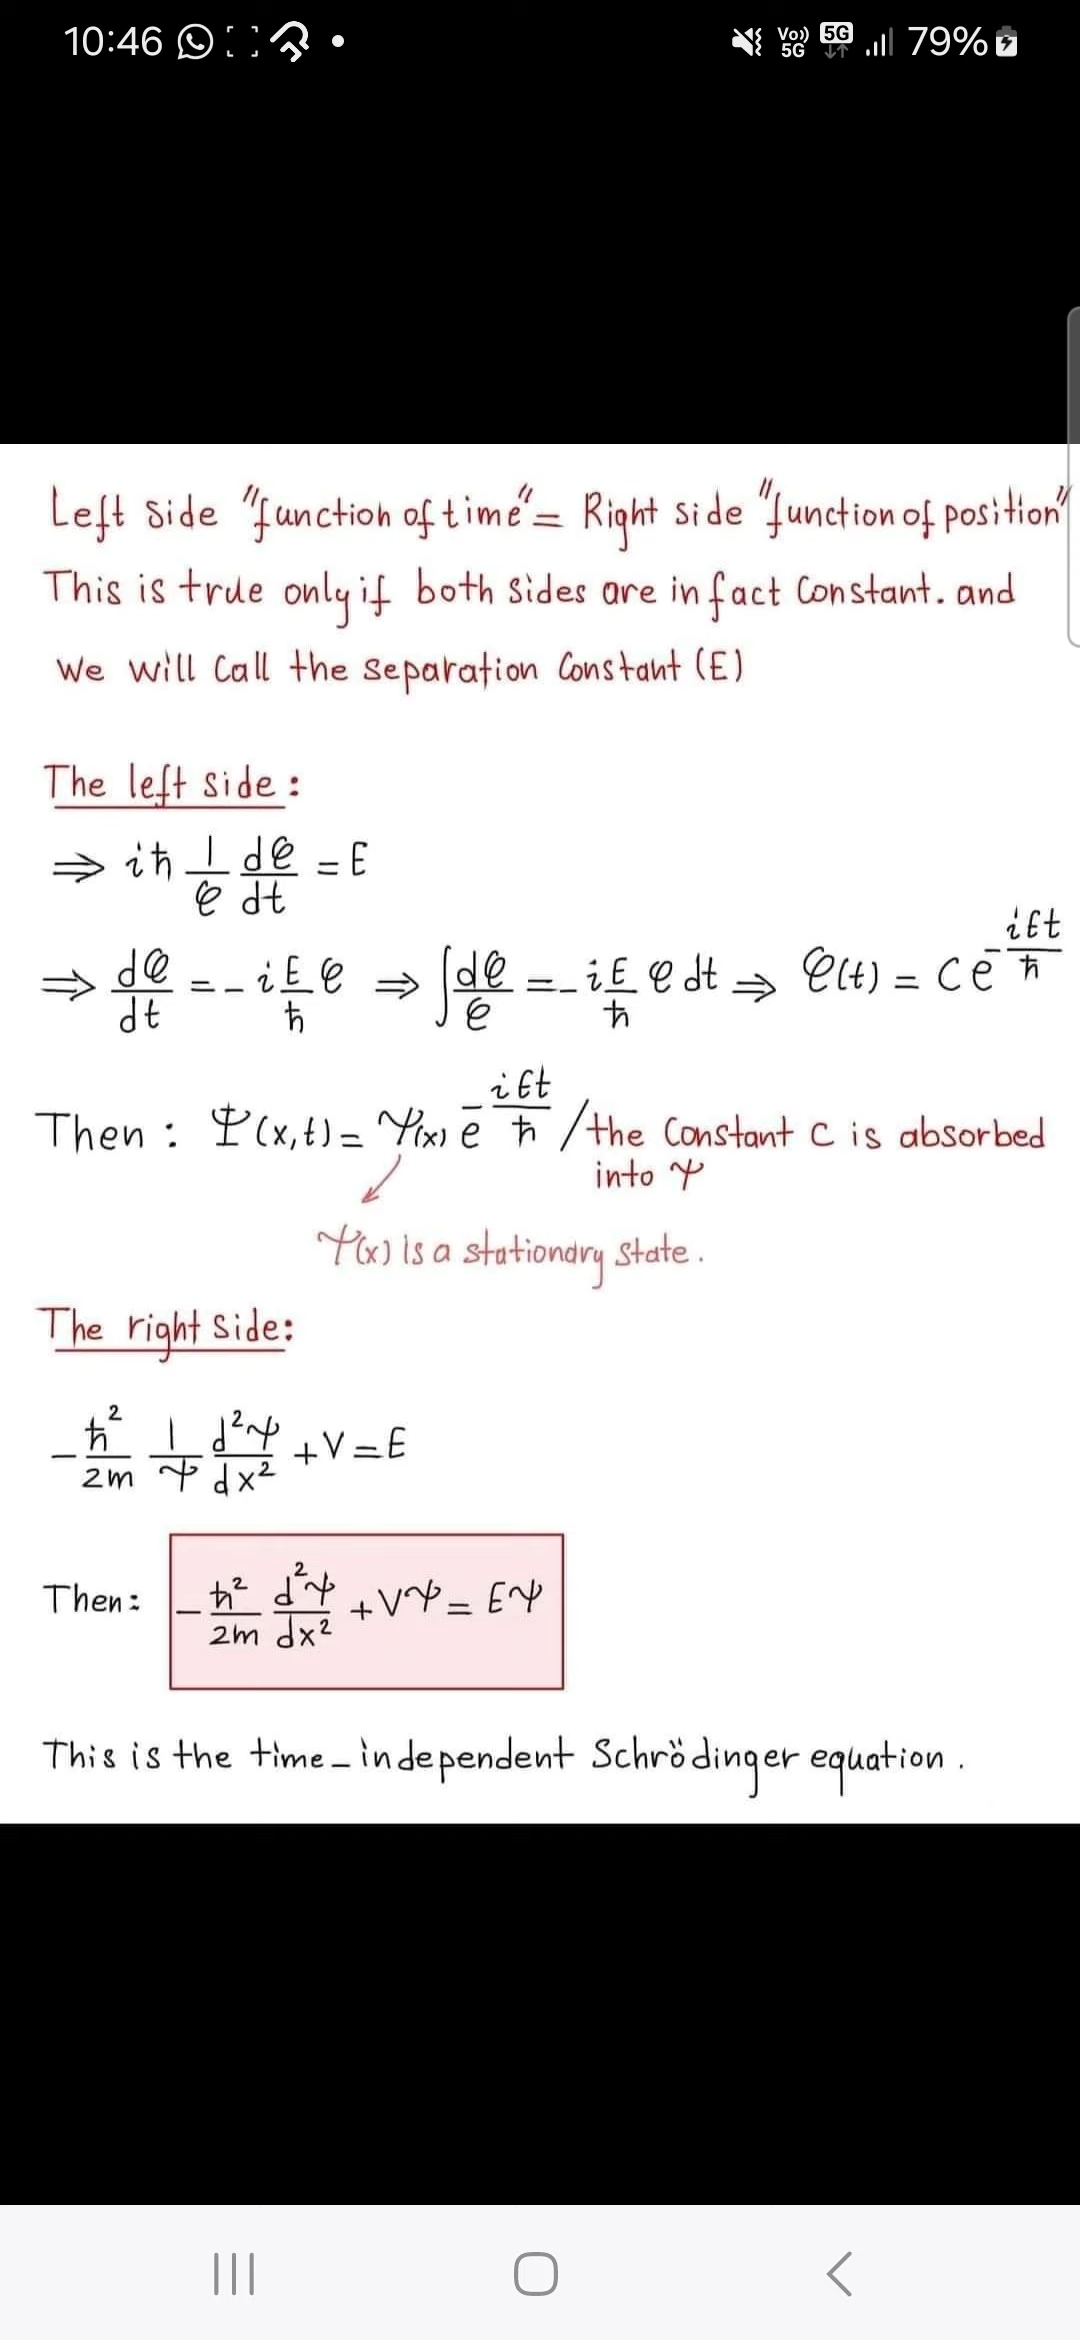 10:46 Vo)) 5G 5G 79%
Left side "function of time" = Right side "function of position"
This is true only if both sides are in fact Constant. and
we will Call the separation Constant (E)
The left side :
⇒ iħ 1/φ dφ/dt = E
⇒ dφ/dt = - iE/ħ φ ⇒ ∫dφ/φ = - iE/ħ φ dt ⇒ φ(t) = C e^(-iEt/ħ)
Then : Ψ(x,t) = ψ(x) e^(-iEt/ħ) / the Constant C is absorbed
into ψ
ψ(x) is a stationary state .
The right side:
- ħ²/2m 1/ψ d²ψ/dx² + V = E
Then: - ħ²/2m d²ψ/dx² + Vψ = Eψ
This is the time - independent Schrödinger equation .